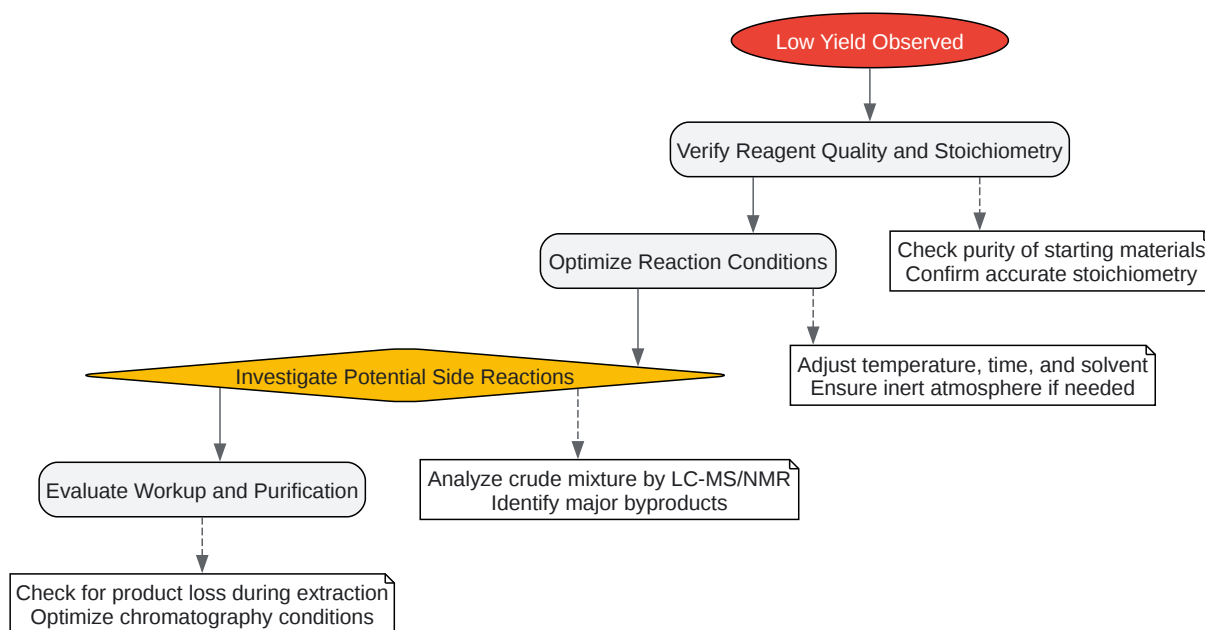 Low Yield Observed
Verify Reagent Quality and Stoichiometry
Check purity of starting materials
Confirm accurate stoichiometry
Optimize Reaction Conditions
Adjust temperature, time, and solvent
Ensure inert atmosphere if needed
Investigate Potential Side Reactions
Analyze crude mixture by LC-MS/NMR
Identify major byproducts
Evaluate Workup and Purification
Check for product loss during extraction
Optimize chromatography conditions